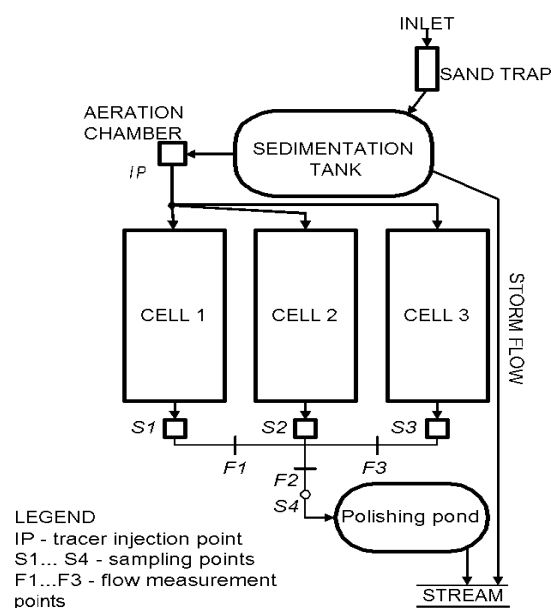 INLET
SAND TRAP
AERATION
CHAMBER
IP
SEDIMENTATION
TANK
CELL 1
CELL 2
CELL 3
STORM FLOW
S1
S2
S3
F1
F2
F3
S4
Polishing pond
LEGEND
IP - tracer injection point
S1... S4 - sampling points
F1...F3 - flow measurement
points
STREAM